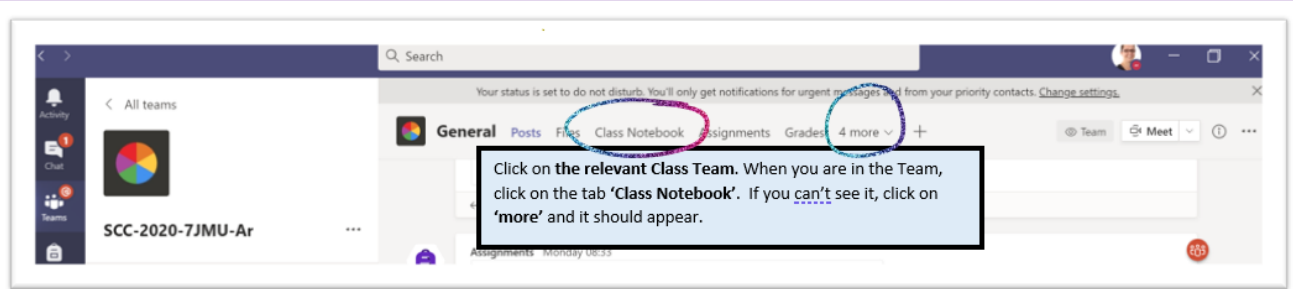 Search
Your status is set to do not disturb. You'll only get notifications for urgent messages and from your priority contacts. Change settings.
Activity
All teams
General Posts Files Class Notebook Assignments Grades 4 more
Team Meet
1
Chat
Click on the relevant Class Team. When you are in the Team,
click on the tab ‘Class Notebook’. If you can’t see it, click on
‘more’ and it should appear.
Teams
SCC-2020-7JMU-Ar
Assignments Monday 08:33